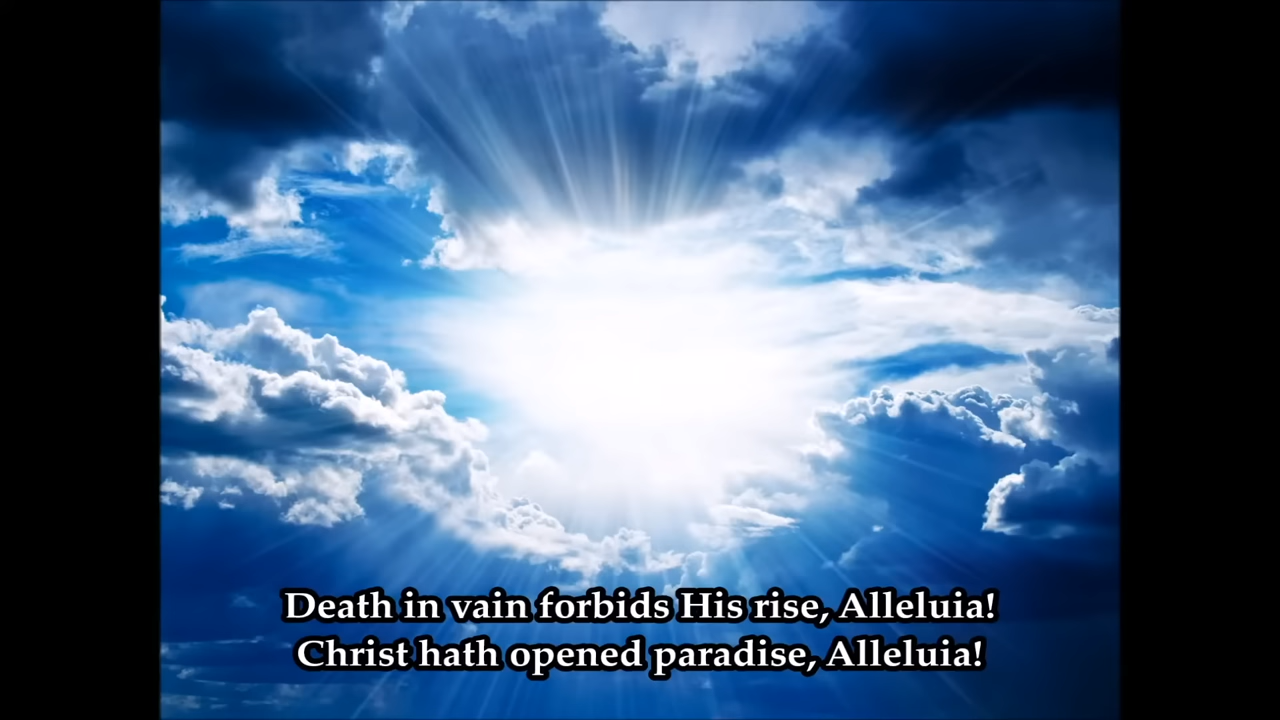 Death in vain forbids His rise, Alleluia!
Christ hath opened paradise, Alleluia!